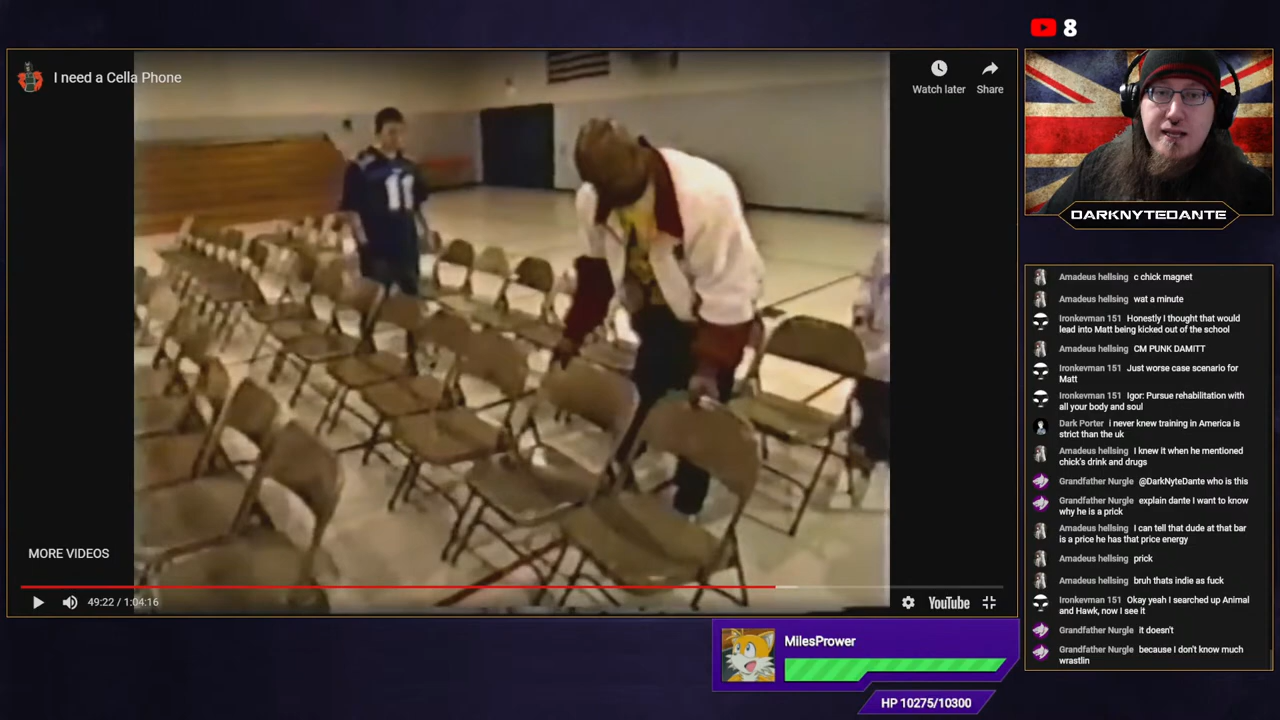 8
I need a Cella Phone
Watch later
Share
11
DARKNYTEDANTE
Amadeus hellsing c chick magnet
Amadeus hellsing wat a minute
Ironkevman 151 Honestly I thought that would
lead into Matt being kicked out of the school
Amadeus hellsing CM PUNK DAMITT
Ironkevman 151 Just worse case scenario for
Matt
Ironkevman 151 Igor: Pursue rehabilitation with
all your body and soul
Dark Porter i never knew training in America is
strict than the uk
Amadeus hellsing I knew it when he mentioned
chick's drink and drugs
Grandfather Nurgle @DarkNyteDante who is this
Grandfather Nurgle explain dante I want to know
why he is a prick
Amadeus hellsing I can tell that dude at that bar
is a price he has that price energy
Amadeus hellsing prick
Amadeus hellsing bruh thats indie as fuck
Ironkevman 151 Okay yeah I searched up Animal
and Hawk, now I see it
Grandfather Nurgle it doesn't
Grandfather Nurgle because I don't know much
wrastlin
MORE VIDEOS
49:22 / 1:04:16
YouTube
MilesPrower
HP 10275/10300